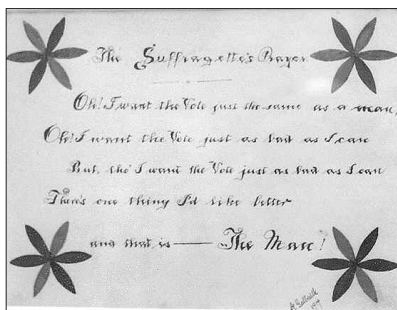 The Suffragette's Prayer
Oh! I want the Vote just the same as a man,
Oh! I want the Vote just as bad as I can
But, tho' I want the Vote just as bad as I can
There's one thing I'd like better
and that is — The Man!